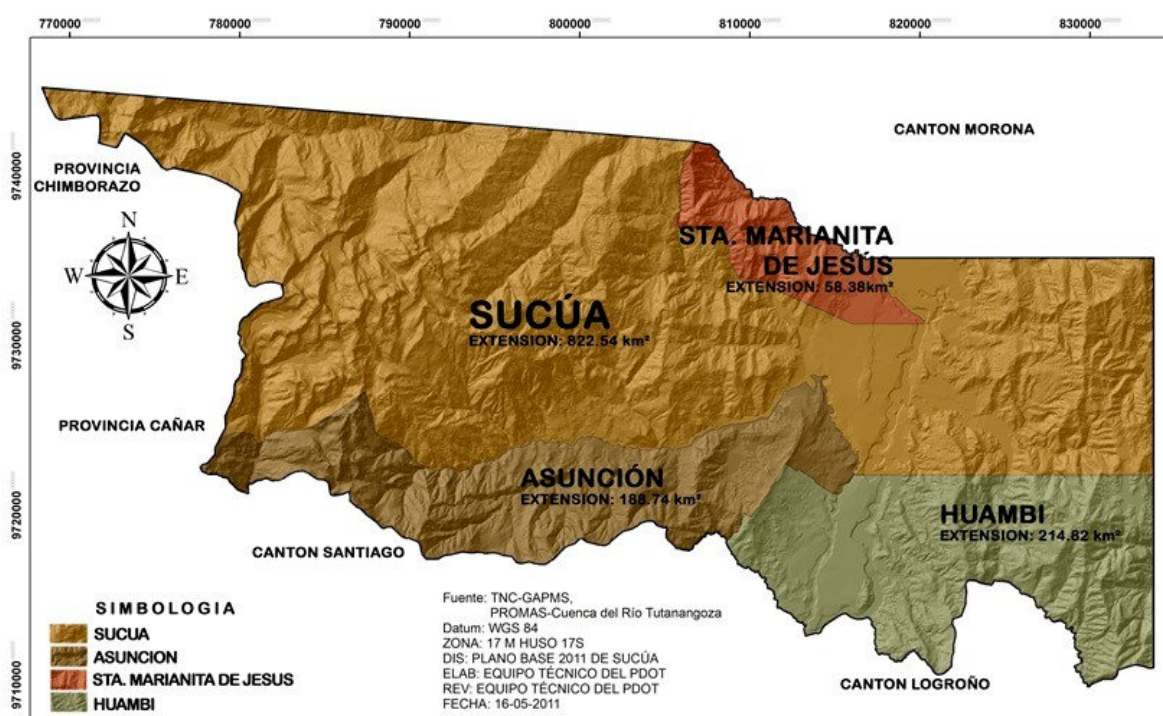 770000 780000 790000 800000 810000 820000 830000
9740000
9730000
9720000
9710000
CANTON MORONA
PROVINCIA
CHIMBORAZO
N
W E
S
STA. MARIANITA
DE JESÚS
EXTENSION: 58.38km²
SUCÚA
EXTENSION: 822.54 km²
PROVINCIA CAÑAR
ASUNCIÓN
EXTENSION: 188.74 km²
HUAMBI
EXTENSION: 214.82 km²
CANTON SANTIAGO
CANTON LOGROÑO
SIMBOLOGIA
SUCUA
ASUNCION
STA. MARIANITA DE JESUS
HUAMBI
Fuente: TNC-GAPMS,
PROMAS-Cuenca del Río Tutanangoza
Datum: WGS 84
ZONA: 17 M HUSO 17S
DIS: PLANO BASE 2011 DE SUCÚA
ELAB: EQUIPO TÉCNICO DEL PDOT
REV: EQUIPO TÉCNICO DEL PDOT
FECHA: 16-05-2011